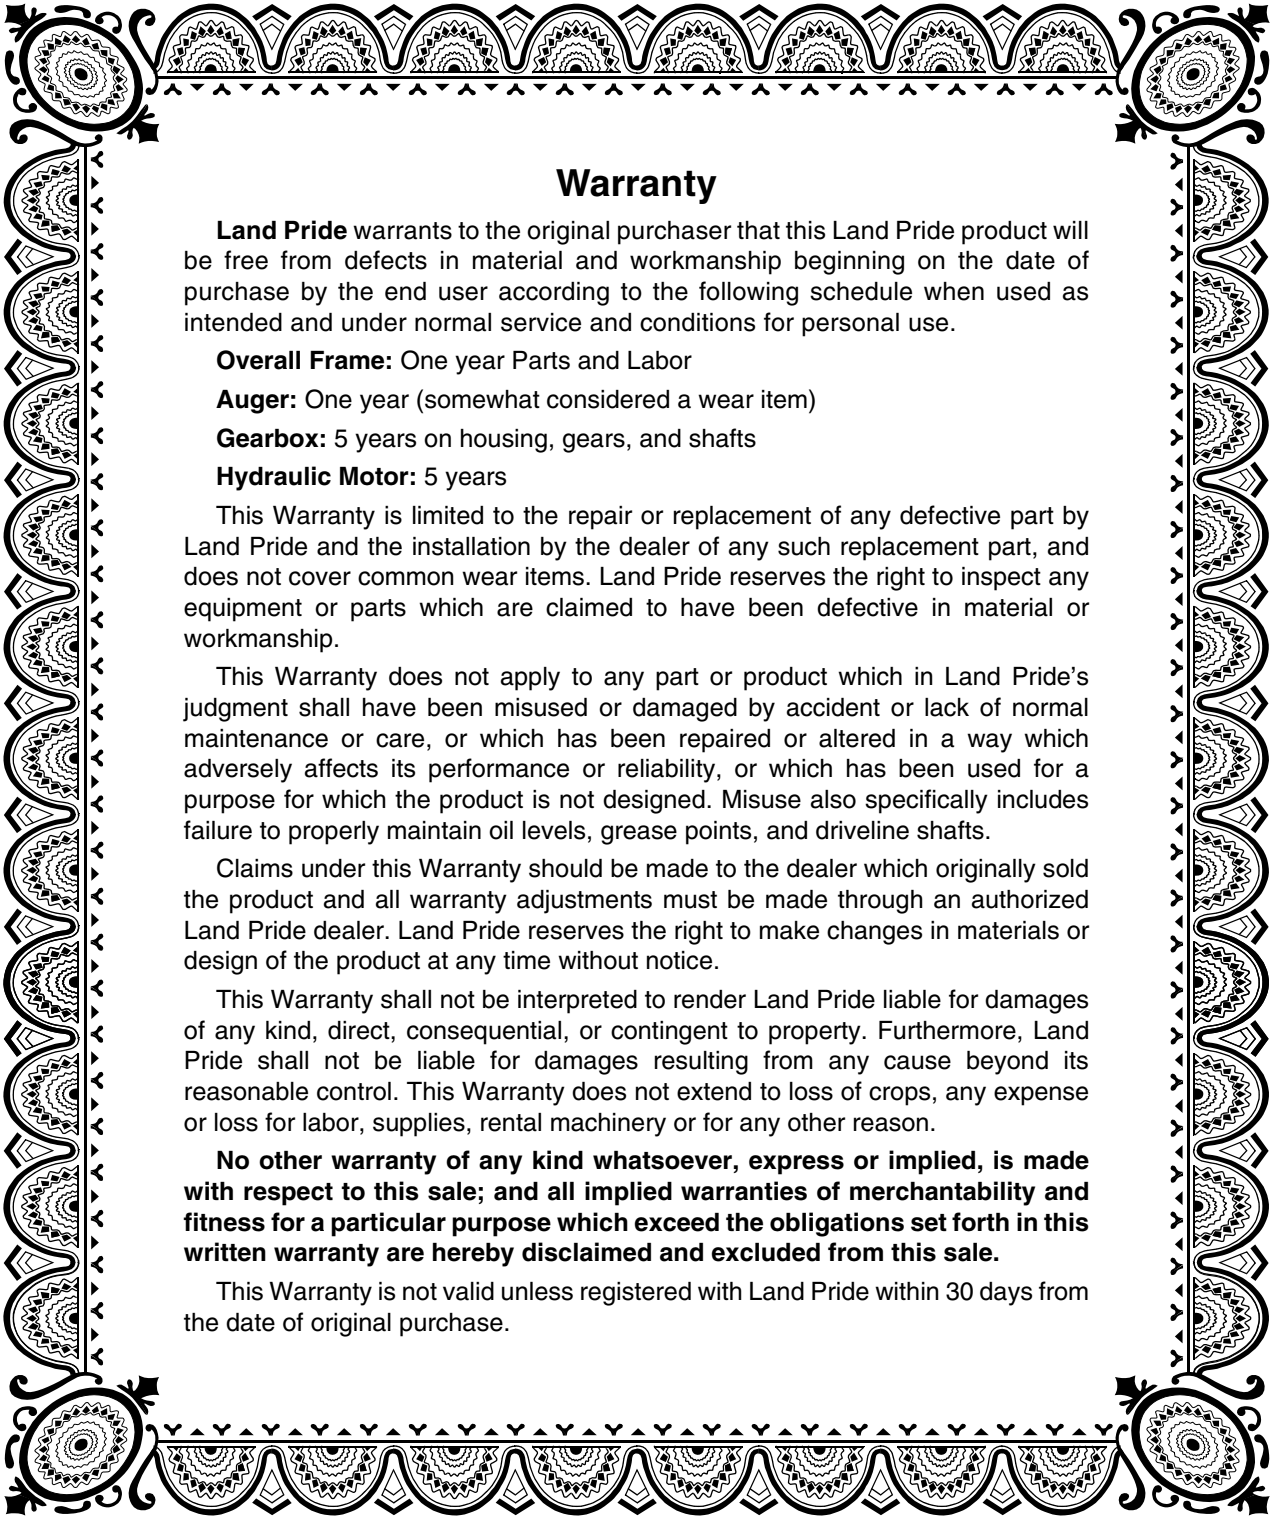 Warranty
Land Pride warrants to the original purchaser that this Land Pride product will
be free from defects in material and workmanship beginning on the date of
purchase by the end user according to the following schedule when used as
intended and under normal service and conditions for personal use.
Overall Frame: One year Parts and Labor
Auger: One year (somewhat considered a wear item)
Gearbox: 5 years on housing, gears, and shafts
Hydraulic Motor: 5 years
This Warranty is limited to the repair or replacement of any defective part by
Land Pride and the installation by the dealer of any such replacement part, and
does not cover common wear items. Land Pride reserves the right to inspect any
equipment or parts which are claimed to have been defective in material or
workmanship.
This Warranty does not apply to any part or product which in Land Pride’s
judgment shall have been misused or damaged by accident or lack of normal
maintenance or care, or which has been repaired or altered in a way which
adversely affects its performance or reliability, or which has been used for a
purpose for which the product is not designed. Misuse also specifically includes
failure to properly maintain oil levels, grease points, and driveline shafts.
Claims under this Warranty should be made to the dealer which originally sold
the product and all warranty adjustments must be made through an authorized
Land Pride dealer. Land Pride reserves the right to make changes in materials or
design of the product at any time without notice.
This Warranty shall not be interpreted to render Land Pride liable for damages
of any kind, direct, consequential, or contingent to property. Furthermore, Land
Pride shall not be liable for damages resulting from any cause beyond its
reasonable control. This Warranty does not extend to loss of crops, any expense
or loss for labor, supplies, rental machinery or for any other reason.
No other warranty of any kind whatsoever, express or implied, is made
with respect to this sale; and all implied warranties of merchantability and
fitness for a particular purpose which exceed the obligations set forth in this
written warranty are hereby disclaimed and excluded from this sale.
This Warranty is not valid unless registered with Land Pride within 30 days from
the date of original purchase.